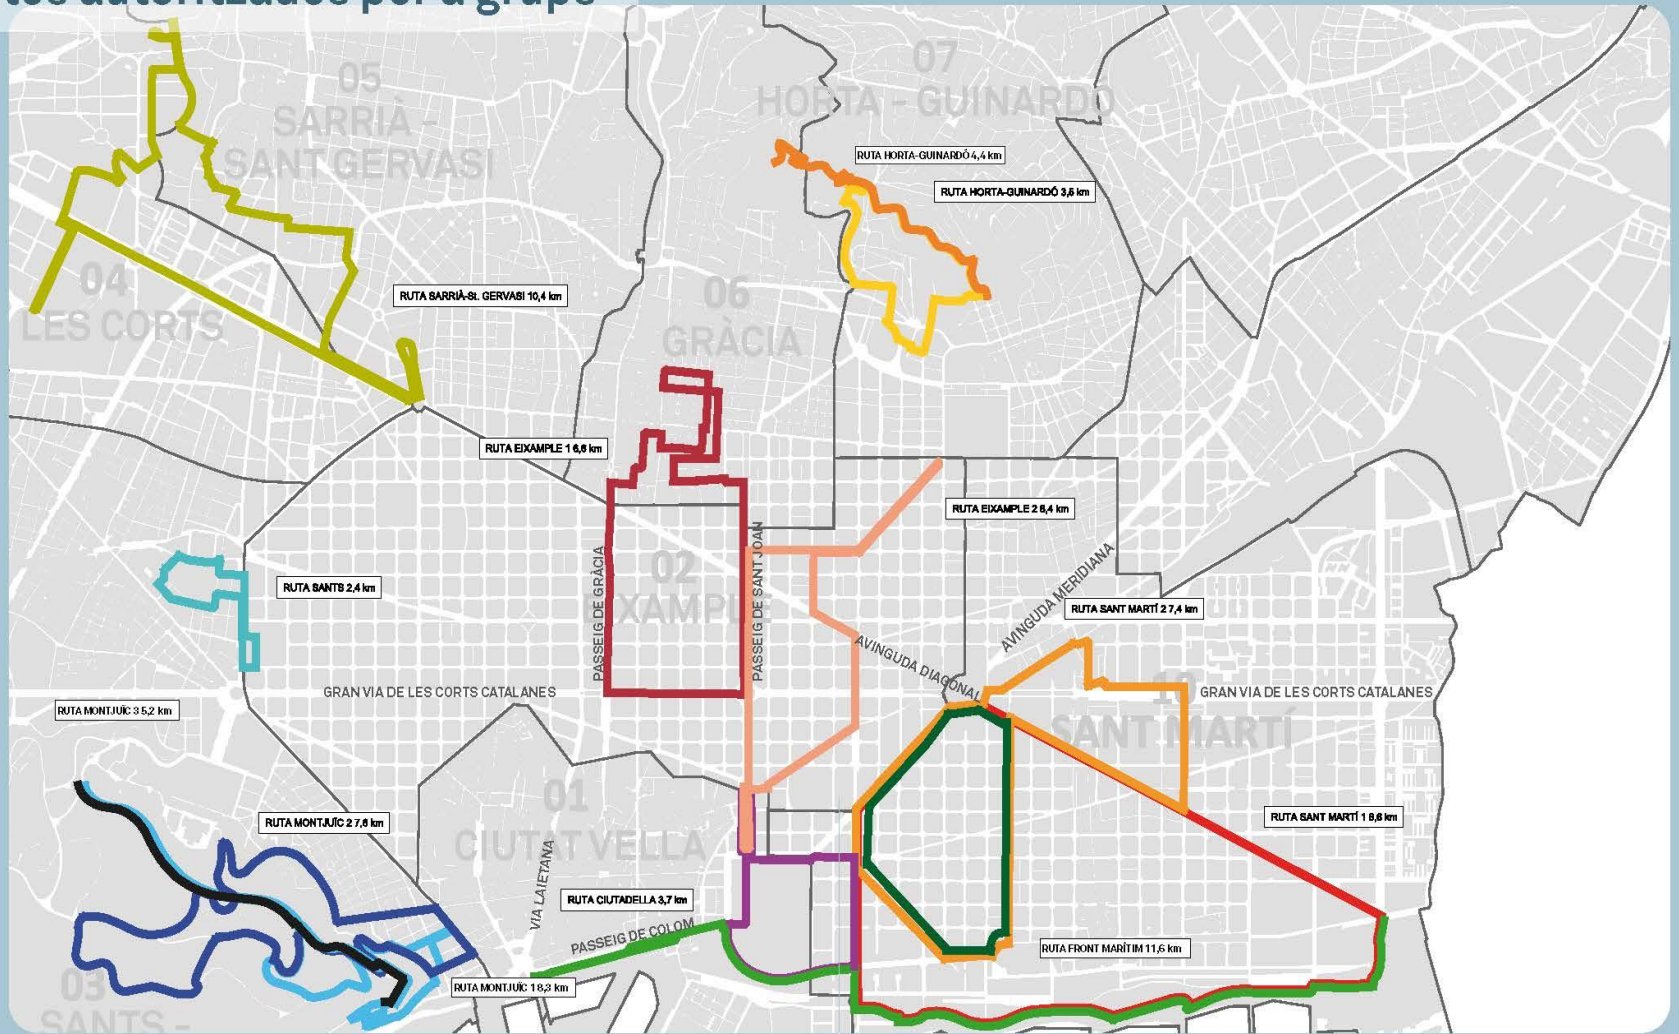 autoritzados per a grups
05
SARRIÀ -
SANT GERVASI
07
HORTA - GUINARDÓ
RUTA HORTA-GUINARDÓ 4,4 km
RUTA HORTA-GUINARDÓ 3,6 km
04
LES CORTS
RUTA SARRIÀ-St. GERVASI 10,4 km
06
GRÀCIA
RUTA EIXAMPLE 1 6,6 km
RUTA EIXAMPLE 2 6,4 km
RUTA SANTS 2,4 km
02
EIXAMPLE
PASSEIG DE GRÀCIA
PASSEIG DE SANT JOAN
AVINGUDA MERIDIANA
RUTA SANT MARTÍ 2 7,4 km
AVINGUDA DIAGONAL
GRAN VIA DE LES CORTS CATALANES
10
SANT MARTÍ
GRAN VIA DE LES CORTS CATALANES
RUTA MONTJUÏC 3 5,2 km
01
CIUTAT VELLA
RUTA MONTJUÏC 2 7,6 km
RUTA SANT MARTÍ 1 8,6 km
VIA LAIETANA
RUTA CIUTADELLA 3,7 km
PASSEIG DE COLOM
RUTA FRONT MARÍTIM 11,6 km
RUTA MONTJUÏC 1 8,3 km
03
SANTS -